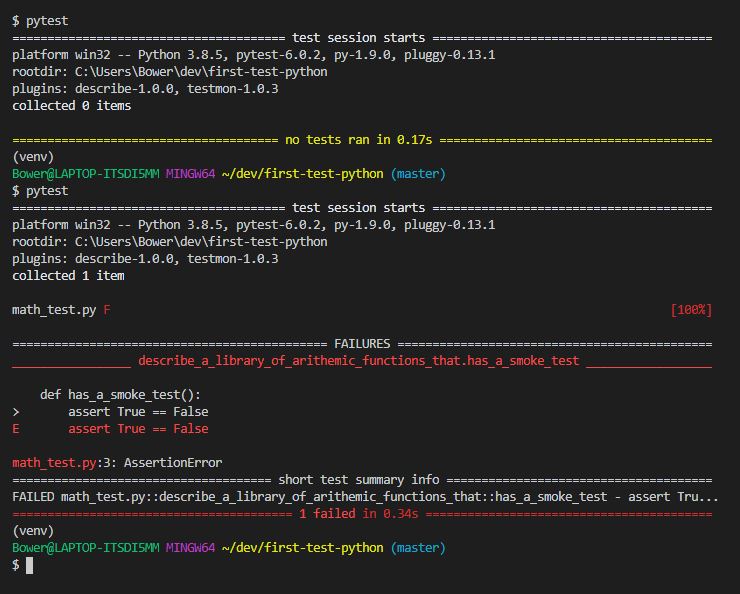 $ pytest
======================================= test session starts ========================================
platform win32 -- Python 3.8.5, pytest-6.0.2, py-1.9.0, pluggy-0.13.1
rootdir: C:\Users\Bower\dev\first-test-python
plugins: describe-1.0.0, testmon-1.0.3
collected 0 items
====================================== no tests ran in 0.17s =======================================
(venv)
Bower@LAPTOP-ITSDI5MM MINGW64 ~/dev/first-test-python (master)
$ pytest
======================================= test session starts ========================================
platform win32 -- Python 3.8.5, pytest-6.0.2, py-1.9.0, pluggy-0.13.1
rootdir: C:\Users\Bower\dev\first-test-python
plugins: describe-1.0.0, testmon-1.0.3
collected 1 item
math_test.py F                                                                                [100%]
============================================= FAILURES =============================================
_________________ describe_a_library_of_arithemic_functions_that.has_a_smoke_test __________________
    def has_a_smoke_test():
>       assert True == False
E       assert True == False
math_test.py:3: AssertionError
===================================== short test summary info ======================================
FAILED math_test.py::describe_a_library_of_arithemic_functions_that::has_a_smoke_test - assert Tru...
======================================== 1 failed in 0.34s =========================================
(venv)
Bower@LAPTOP-ITSDI5MM MINGW64 ~/dev/first-test-python (master)
$